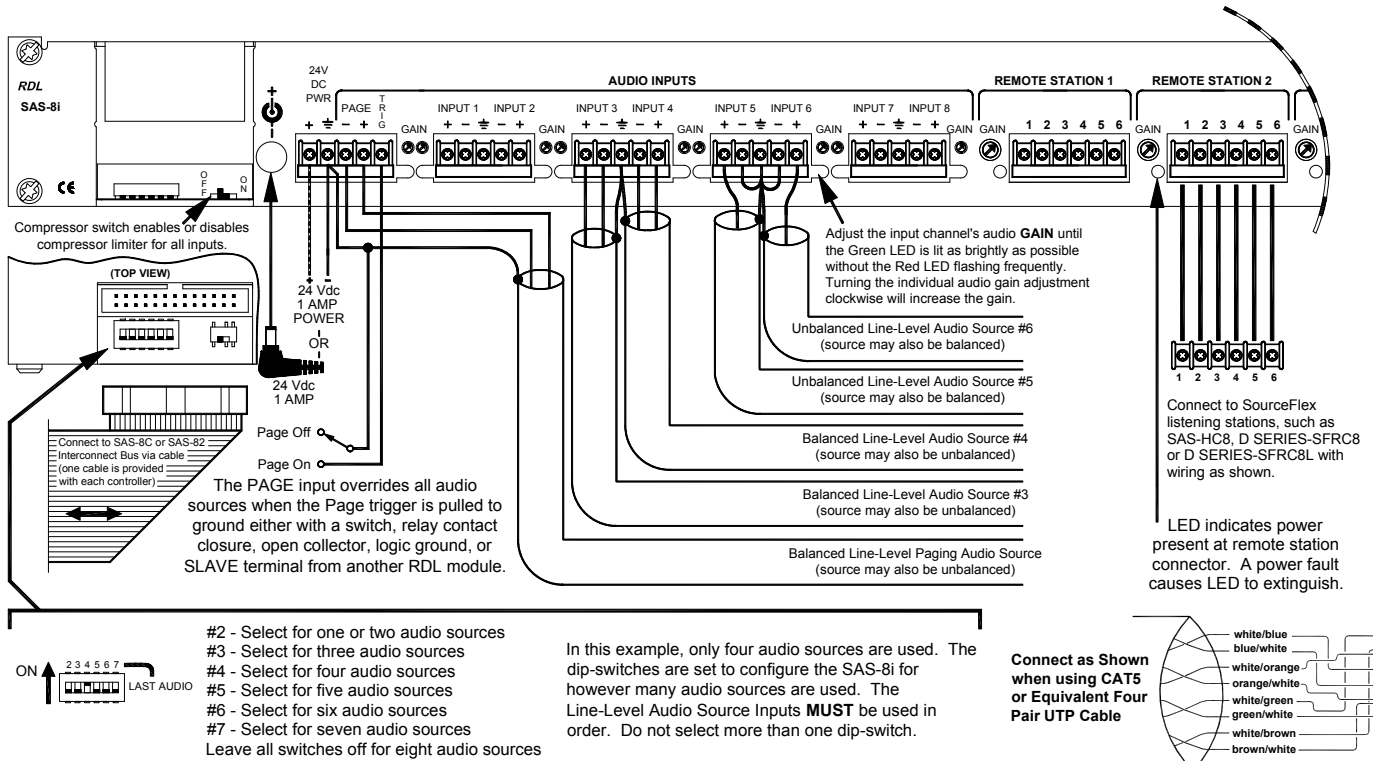 RDL
SAS-8i
CE
OFF
ON
+
-
24V
DC
PWR
PAGE
TRIG
+ ⏚ - +
AUDIO INPUTS
GAIN
INPUT 1 INPUT 2
+ - ⏚ - +
GAIN
INPUT 3 INPUT 4
+ - ⏚ - +
GAIN
INPUT 5 INPUT 6
+ - ⏚ - +
GAIN
INPUT 7 INPUT 8
+ - ⏚ - +
GAIN
REMOTE STATION 1
GAIN
1 2 3 4 5 6
REMOTE STATION 2
GAIN
1 2 3 4 5 6
GAIN
Compressor switch enables or disables
compressor limiter for all inputs.
(TOP VIEW)
+ -
24 Vdc
1 AMP
POWER
OR
24 Vdc
1 AMP
Connect to SAS-8C or SAS-82
Interconnect Bus via cable
(one cable is provided
with each controller)
Page Off
Page On
The PAGE input overrides all audio
sources when the Page trigger is pulled to
ground either with a switch, relay contact
closure, open collector, logic ground, or
SLAVE terminal from another RDL module.
Adjust the input channel's audio GAIN until
the Green LED is lit as brightly as possible
without the Red LED flashing frequently.
Turning the individual audio gain adjustment
clockwise will increase the gain.
Unbalanced Line-Level Audio Source #6
(source may also be balanced)
Unbalanced Line-Level Audio Source #5
(source may also be balanced)
Balanced Line-Level Audio Source #4
(source may also be unbalanced)
Balanced Line-Level Audio Source #3
(source may also be unbalanced)
Balanced Line-Level Paging Audio Source
(source may also be unbalanced)
1 2 3 4 5 6
Connect to SourceFlex
listening stations, such as
SAS-HC8, D SERIES-SFRC8
or D SERIES-SFRC8L with
wiring as shown.
LED indicates power
present at remote station
connector. A power fault
causes LED to extinguish.
ON
2 3 4 5 6 7
LAST AUDIO
#2 - Select for one or two audio sources
#3 - Select for three audio sources
#4 - Select for four audio sources
#5 - Select for five audio sources
#6 - Select for six audio sources
#7 - Select for seven audio sources
Leave all switches off for eight audio sources
In this example, only four audio sources are used. The
dip-switches are set to configure the SAS-8i for
however many audio sources are used. The
Line-Level Audio Source Inputs MUST be used in
order. Do not select more than one dip-switch.
Connect as Shown
when using CAT5
or Equivalent Four
Pair UTP Cable
white/blue
blue/white
white/orange
orange/white
white/green
green/white
white/brown
brown/white